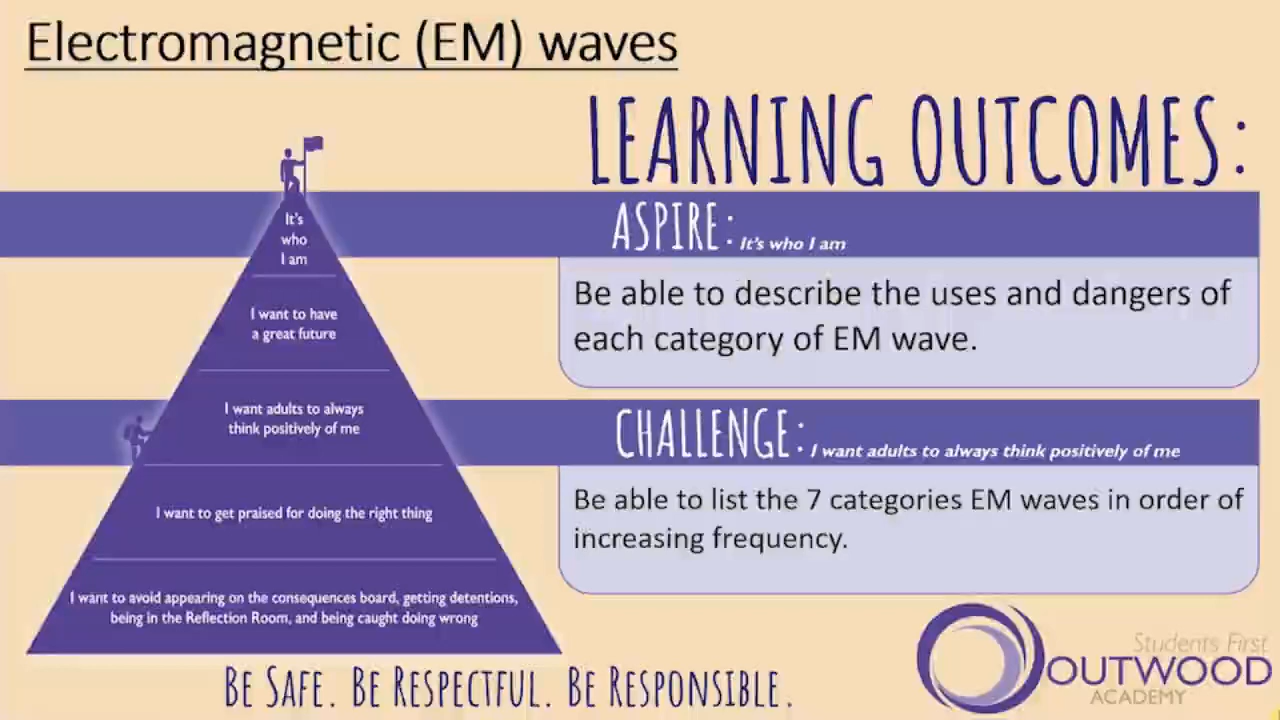 Electromagnetic (EM) waves
LEARNING OUTCOMES:
It's
who
I am
I want to have
a great future
I want adults to always
think positively of me
I want to get praised for doing the right thing
I want to avoid appearing on the consequences board, getting detentions,
being in the Reflection Room, and being caught doing wrong
ASPIRE: It's who I am
Be able to describe the uses and dangers of
each category of EM wave.
CHALLENGE: I want adults to always think positively of me
Be able to list the 7 categories EM waves in order of
increasing frequency.
BE SAFE. BE RESPECTFUL. BE RESPONSIBLE.
Students First
OUTWOOD
ACADEMY